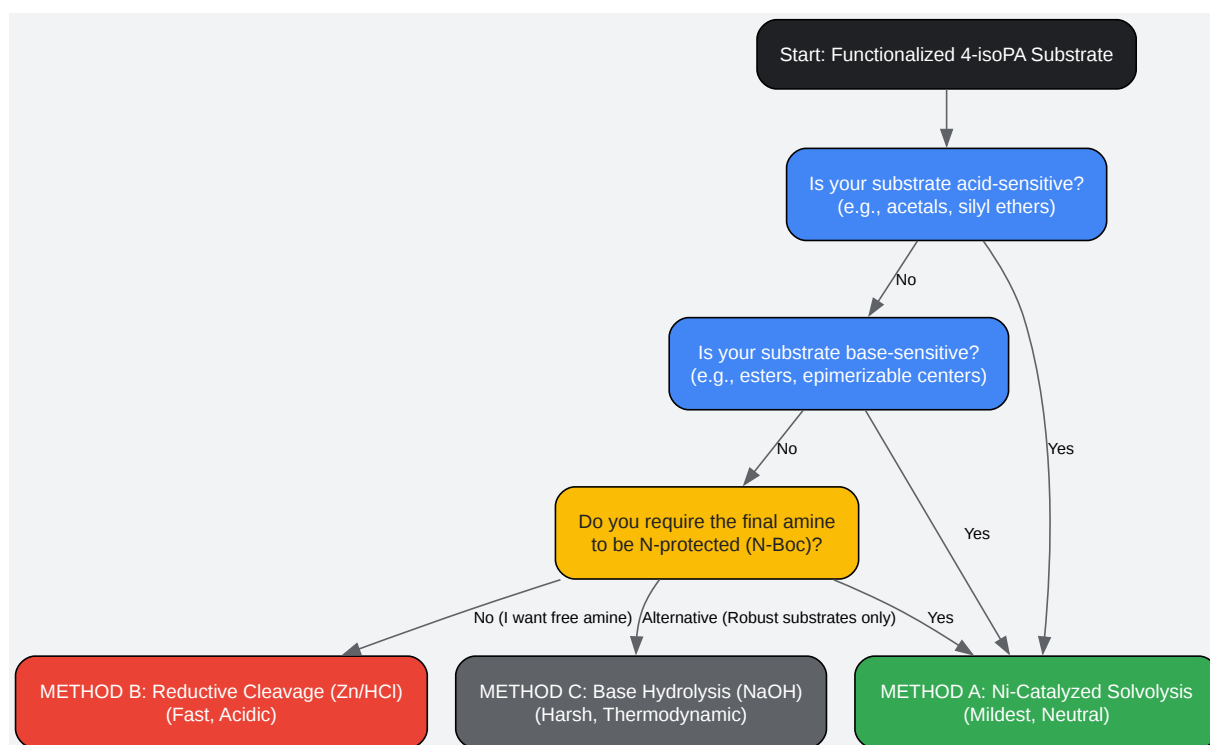 Start: Functionalized 4-isoPA Substrate
Is your substrate acid-sensitive?
(e.g., acetals, silyl ethers)
No
Yes
Is your substrate base-sensitive?
(e.g., esters, epimerizable centers)
No
Yes
Do you require the final amine
to be N-protected (N-Boc)?
No (I want free amine)
Alternative (Robust substrates only)
Yes
METHOD B: Reductive Cleavage (Zn/HCl)
(Fast, Acidic)
METHOD C: Base Hydrolysis (NaOH)
(Harsh, Thermodynamic)
METHOD A: Ni-Catalyzed Solvolysis
(Mildest, Neutral)